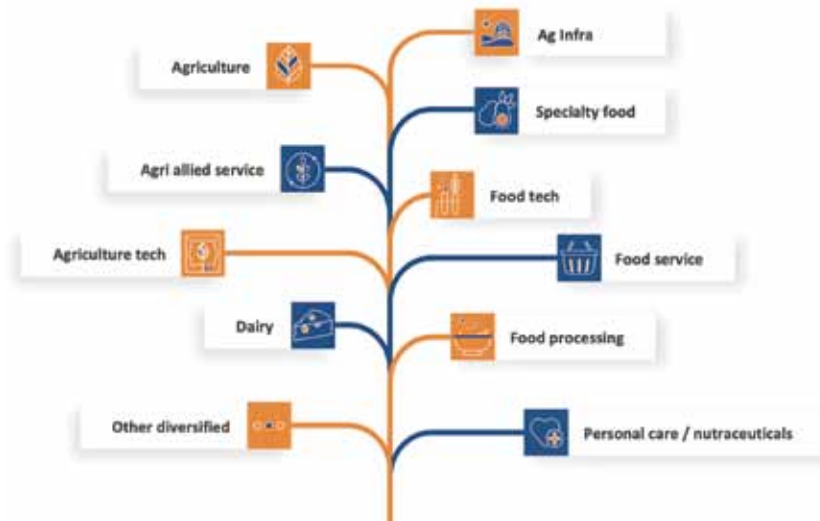 Ag Infra
Agriculture
Specialty food
Agri allied service
Food tech
Agriculture tech
Food service
Dairy
Food processing
Other diversified
Personal care / nutraceuticals